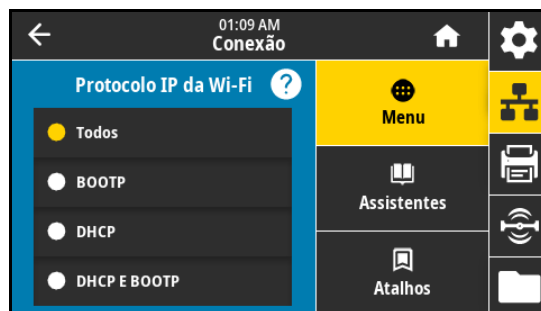 01:09 AM
Conexão
Protocolo IP da Wi-Fi ?
Todos
BOOTP
DHCP
DHCP E BOOTP
Menu
Assistentes
Atalhos